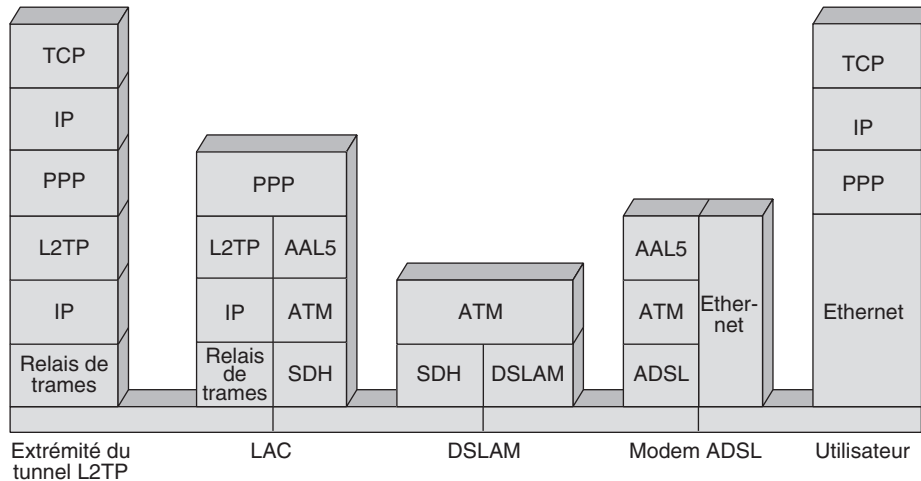 TCP
IP
PPP
L2TP
IP
Relais de
trames
PPP
L2TP
AAL5
IP
ATM
Relais
de
trames
SDH
ATM
SDH
DSLAM
AAL5
ATM
ADSL
Ether-
net
TCP
IP
PPP
Ethernet
Extrémité du
tunnel L2TP
LAC
DSLAM
Modem ADSL
Utilisateur